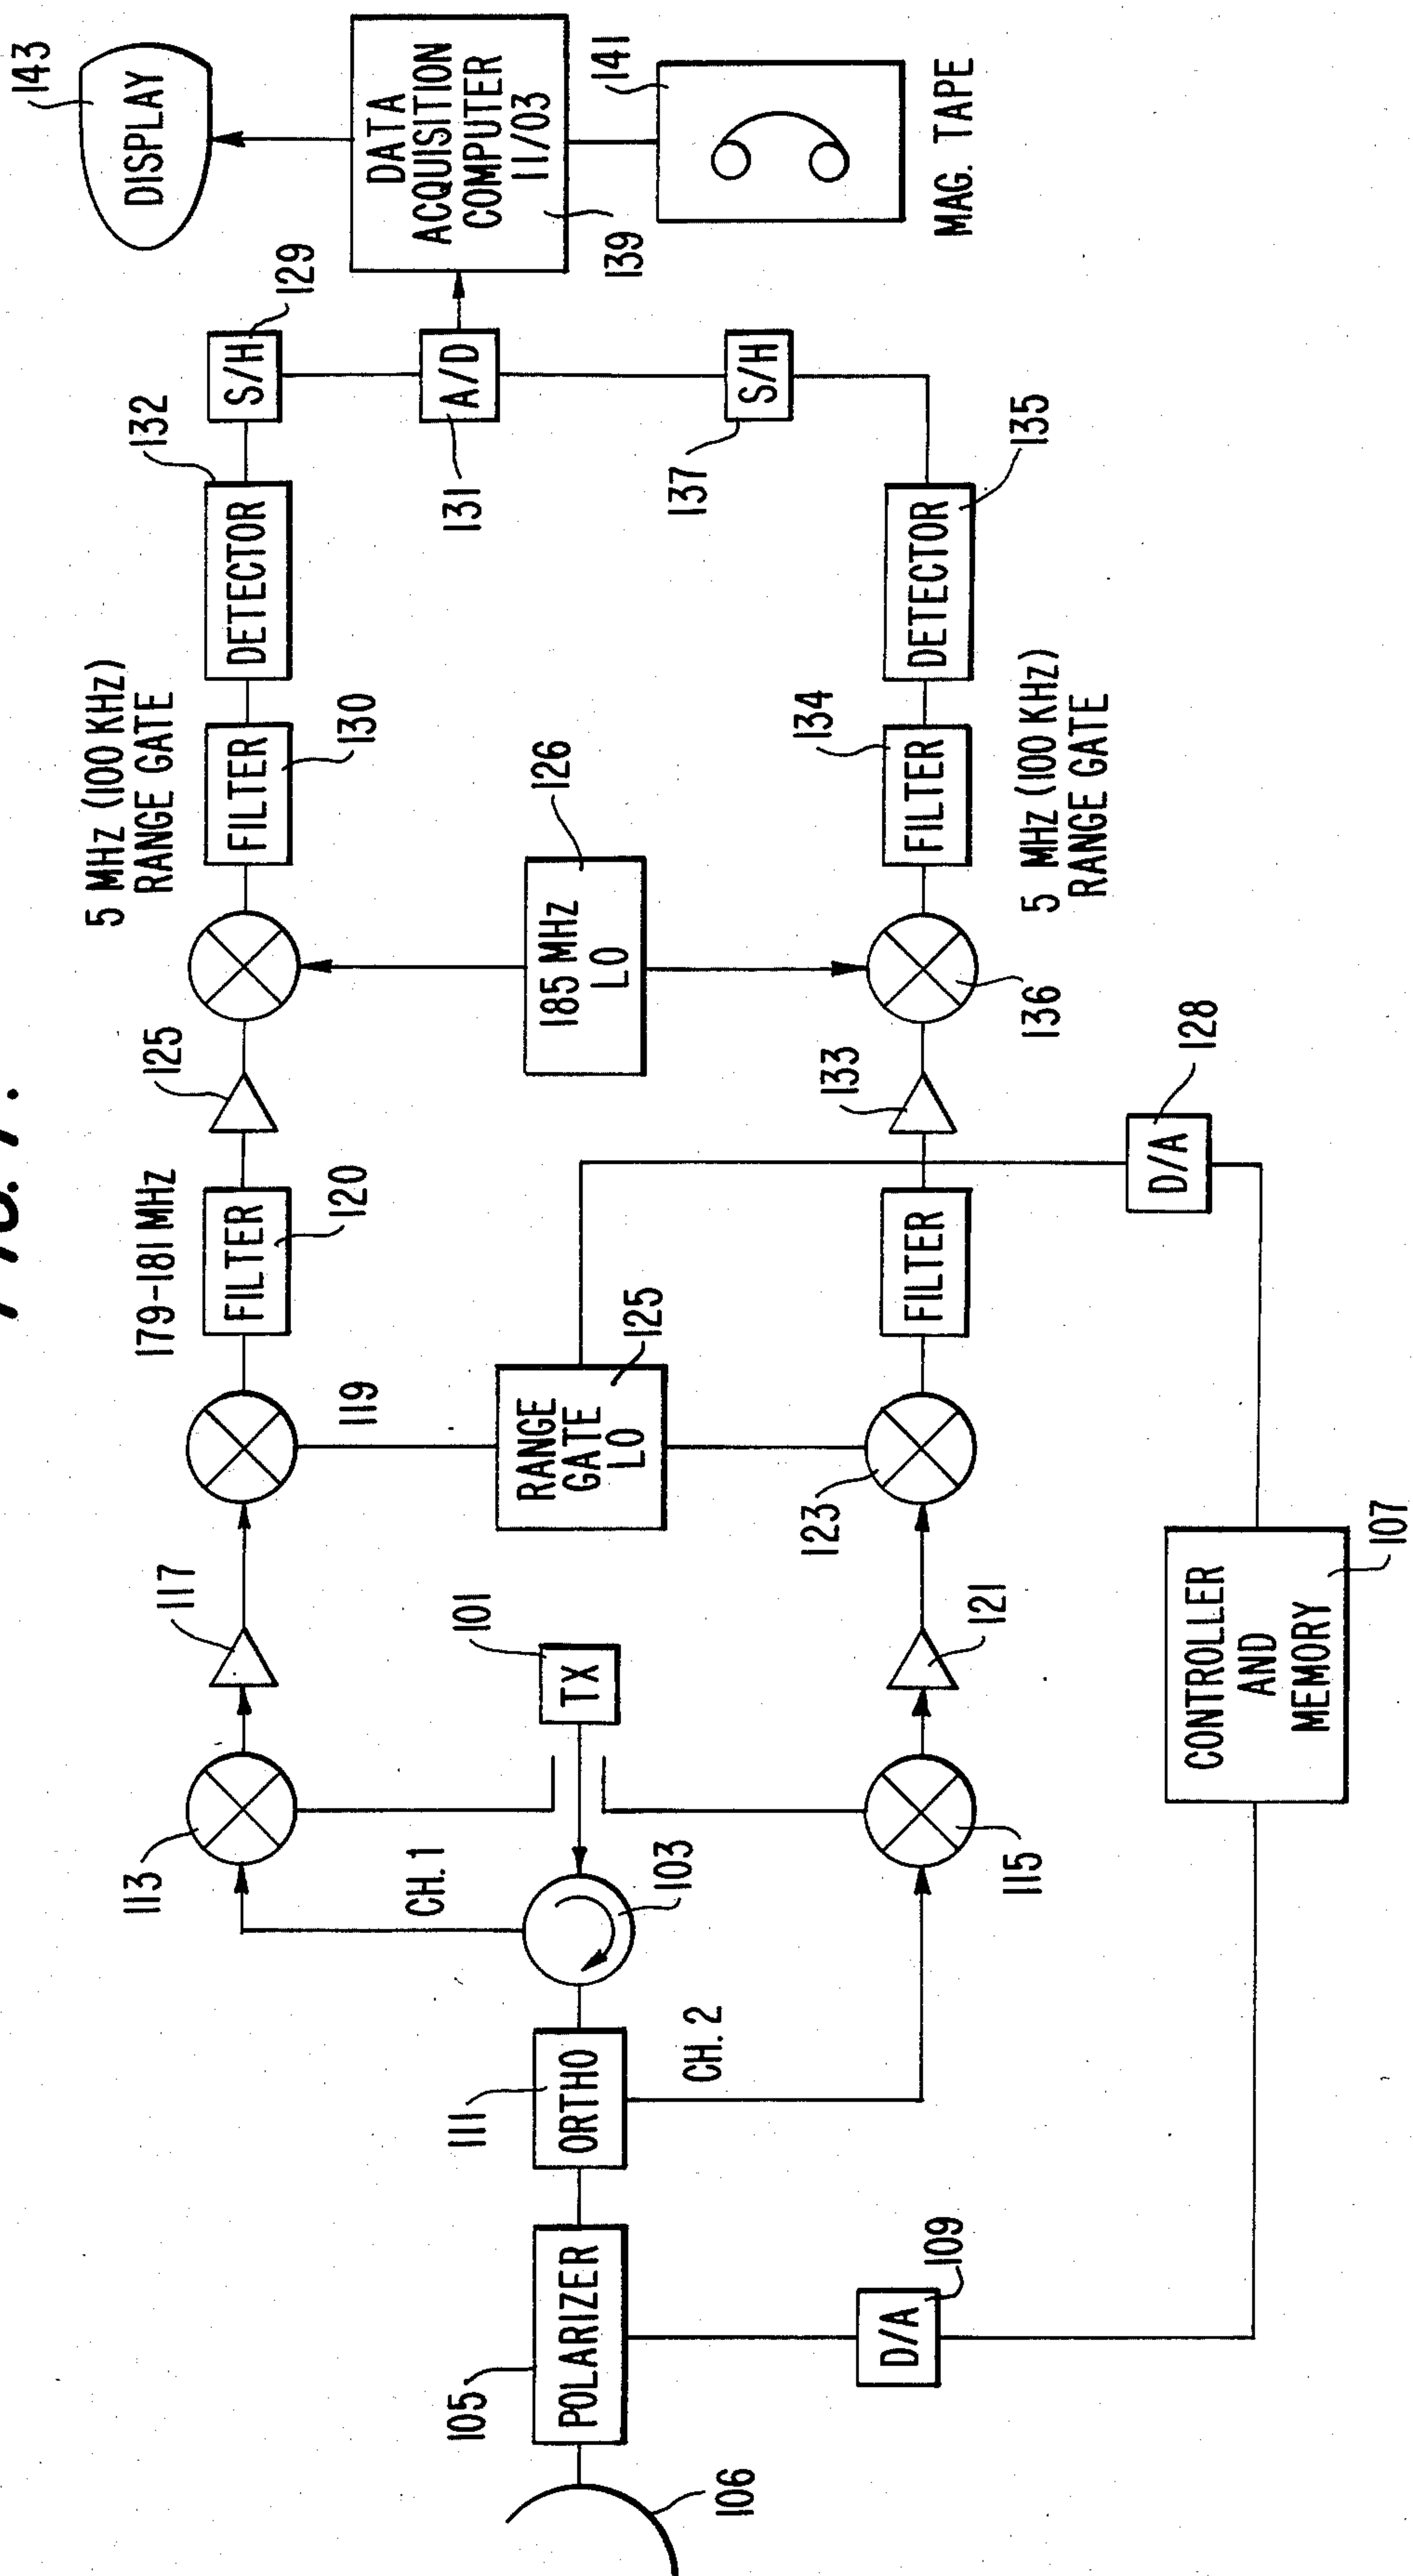 143
DISPLAY
DATA
ACQUISITION
COMPUTER
11/03
139
141
MAG. TAPE
S/H
129
A/D
131
S/H
137
132
DETECTOR
DETECTOR
135
5 MHz (100 KHz)
RANGE GATE
FILTER
130
134
FILTER
5 MHz (100 KHz)
RANGE GATE
185 MHz
LO
126
136
125
133
128
D/A
179-181 MHz
FILTER
120
FILTER
RANGE
GATE
LO
125
119
123
117
121
101
TX
CONTROLLER
AND
MEMORY
107
113
CH. 1
103
115
111
ORTHO
CH. 2
105
POLARIZER
D/A
109
106